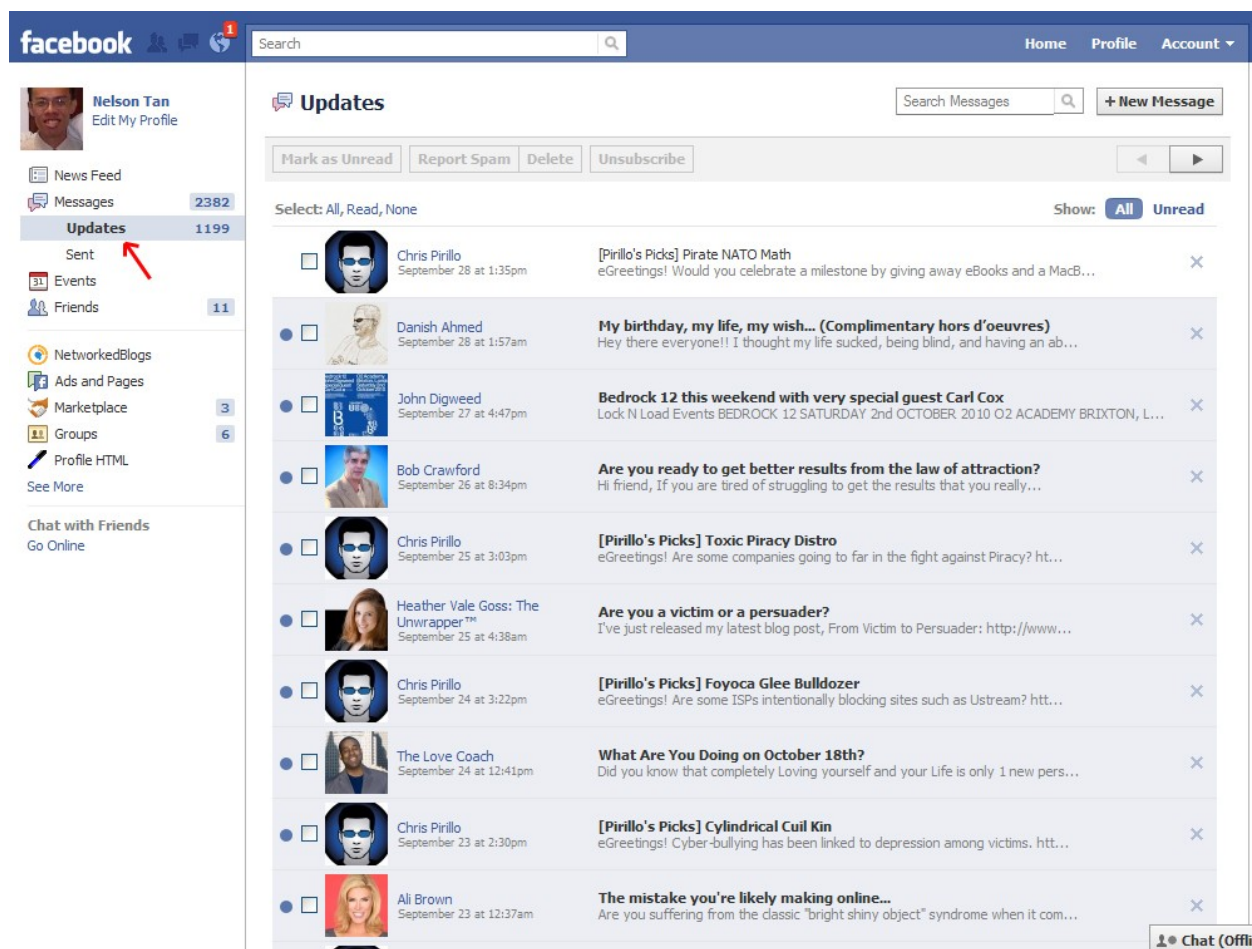 facebook
1
Search
Home Profile Account
Nelson Tan
Edit My Profile
News Feed
Messages 2382
Updates 1199
Sent
31 Events
Friends 11
NetworkedBlogs
Ads and Pages
Marketplace 3
Groups 6
Profile HTML
See More
Chat with Friends
Go Online
Updates
Search Messages
+ New Message
Mark as Unread Report Spam Delete Unsubscribe
Select: All, Read, None
Show: All Unread
Chris Pirillo
September 28 at 1:35pm
[Pirillo's Picks] Pirate NATO Math
eGreetings! Would you celebrate a milestone by giving away eBooks and a MacB...
Danish Ahmed
September 28 at 1:57am
My birthday, my life, my wish... (Complimentary hors d'oeuvres)
Hey there everyone!! I thought my life sucked, being blind, and having an ab...
John Digweed
September 27 at 4:47pm
Bedrock 12 this weekend with very special guest Carl Cox
Lock N Load Events BEDROCK 12 SATURDAY 2nd OCTOBER 2010 O2 ACADEMY BRIXTON, L...
Bob Crawford
September 26 at 8:34pm
Are you ready to get better results from the law of attraction?
Hi friend, If you are tired of struggling to get the results that you really...
Chris Pirillo
September 25 at 3:03pm
[Pirillo's Picks] Toxic Piracy Distro
eGreetings! Are some companies going to far in the fight against Piracy? ht...
Heather Vale Goss: The
Unwrapper™
September 25 at 4:38am
Are you a victim or a persuader?
I've just released my latest blog post, From Victim to Persuader: http://www...
Chris Pirillo
September 24 at 3:22pm
[Pirillo's Picks] Foyoca Glee Bulldozer
eGreetings! Are some ISPs intentionally blocking sites such as Ustream? htt...
The Love Coach
September 24 at 12:41pm
What Are You Doing on October 18th?
Did you know that completely Loving yourself and your Life is only 1 new pers...
Chris Pirillo
September 23 at 2:30pm
[Pirillo's Picks] Cylindrical Cuil Kin
eGreetings! Cyber-bullying has been linked to depression among victims. htt...
Ali Brown
September 23 at 12:37am
The mistake you're likely making online...
Are you suffering from the classic "bright shiny object" syndrome when it com...
Chat (Offli